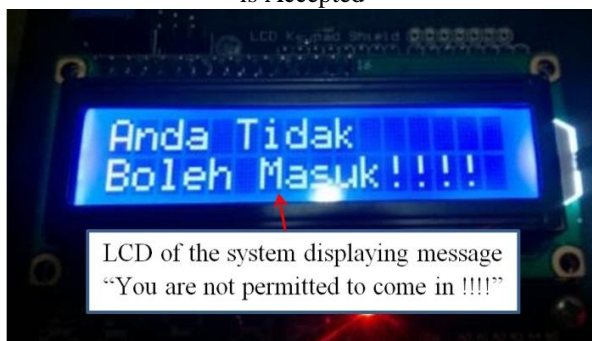 Is Accepted
LCD Keypad Shield
16
Anda Tidak
Boleh Masuk!!!!
LCD of the system displaying message
“You are not permitted to come in !!!!”